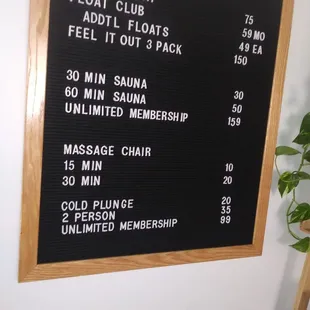 75
FLOAT CLUB 59 MO
ADDTL FLOATS 49 EA
FEEL IT OUT 3 PACK 150
30 MIN SAUNA 30
60 MIN SAUNA 50
UNLIMITED MEMBERSHIP 159
MASSAGE CHAIR
15 MIN 10
30 MIN 20
COLD PLUNGE 20
2 PERSON 35
UNLIMITED MEMBERSHIP 99